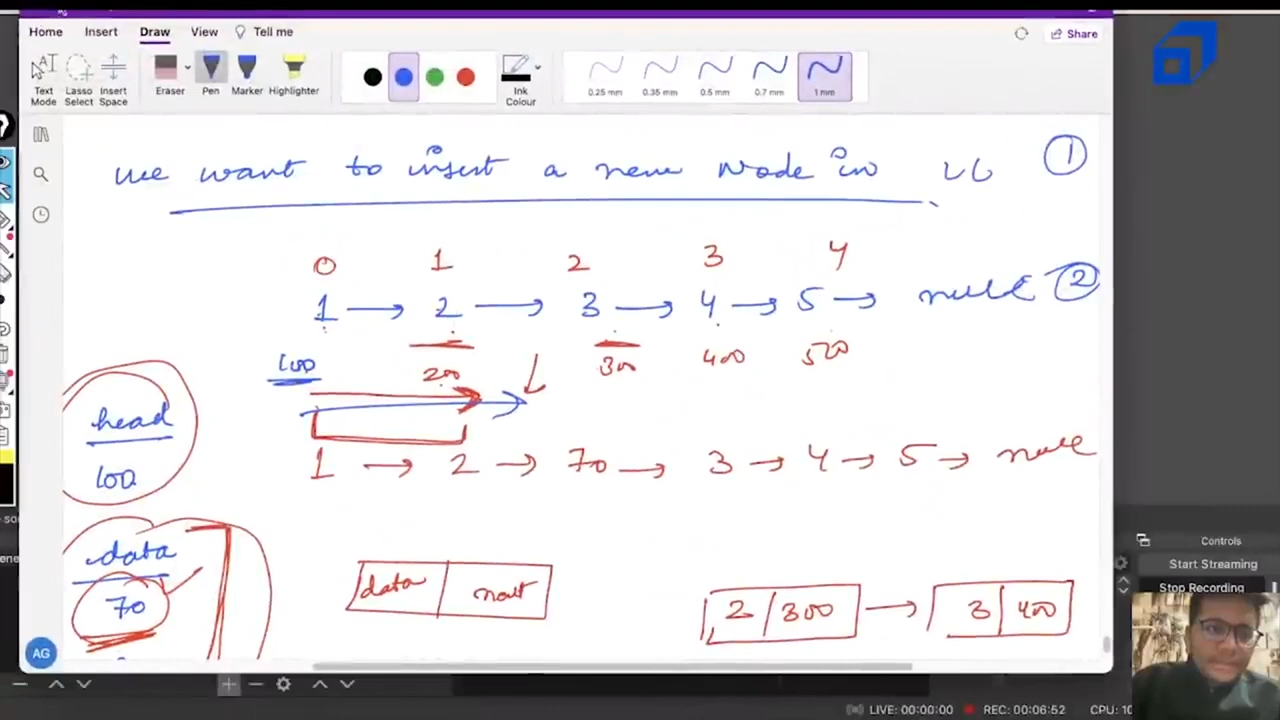 Home Insert Draw View Tell me
Share
Text Mode
Lasso Select
Insert Space
Eraser
Pen
Marker
Highlighter
Ink Colour
0.25 mm
0.35 mm
0.5 mm
0.7 mm
1 mm
we want to insert a new Node in LL ①
0 1 2 3 4
1 → 2 → 3 → 4 → 5 → null ②
100 200 300 400 500
head
100
1 → 2 → 70 → 3 → 4 → 5 → null
data
70
data next
2 | 300 → 3 | 400
AG
Controls
Start Streaming
Stop Recording
LIVE: 00:00:00 REC: 00:06:52